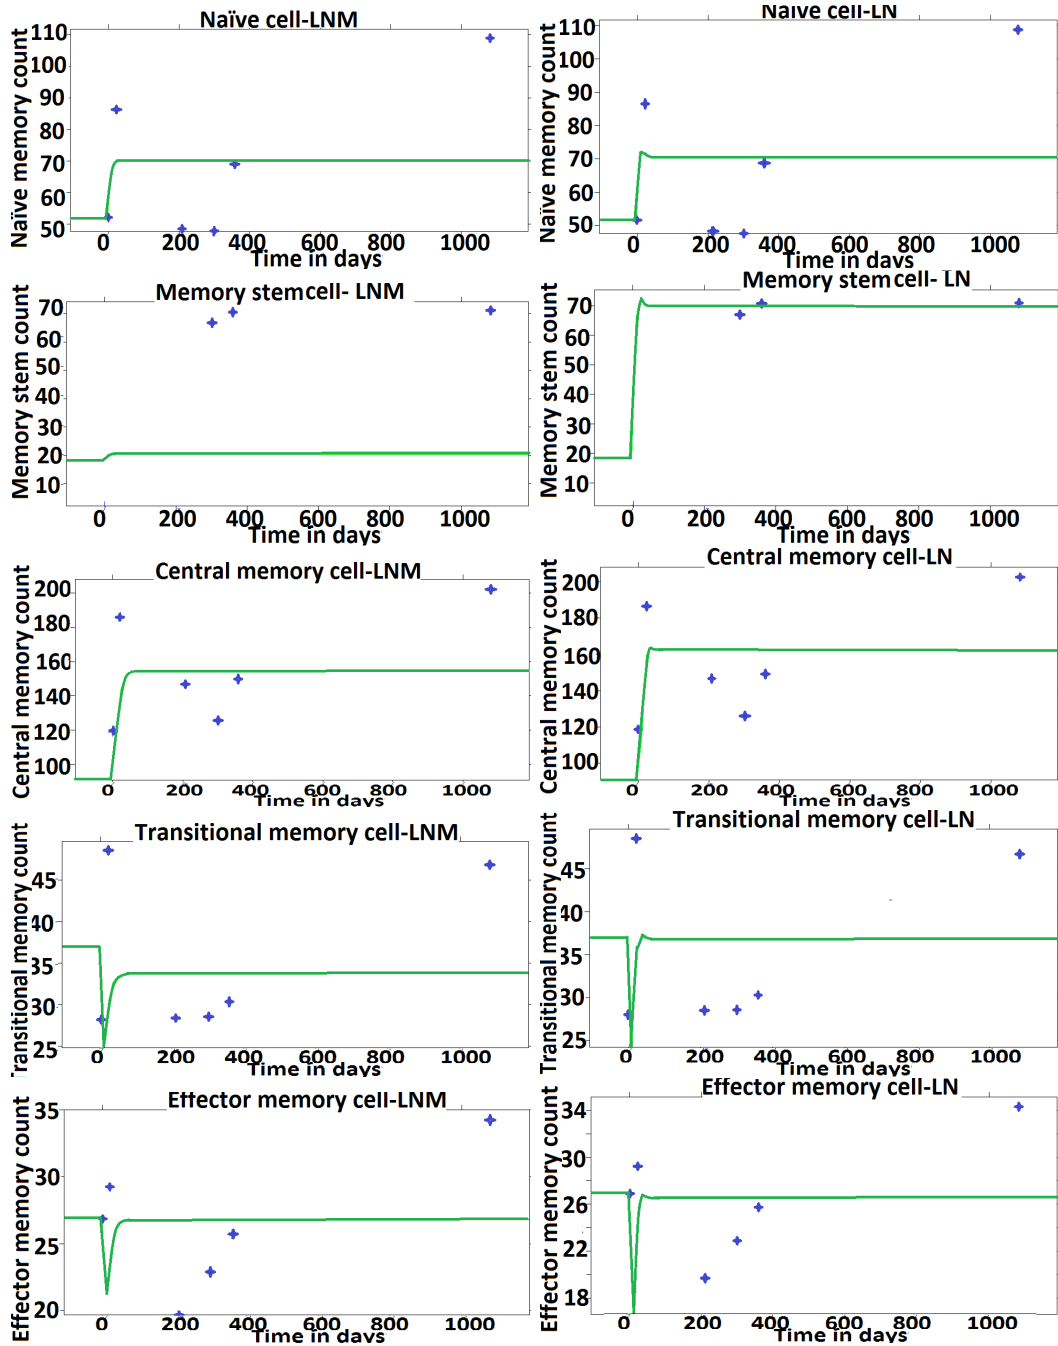 Naïve cell-LNM
Naïve memory count
110
100
90
80
70
60
50
0 200 400 600 800 1000
Time in days
Naïve cell-LN
Naïve memory count
110
100
90
80
70
60
50
0 200 400 600 800 1000
Time in days
Memory stem cell- LNM
Memory stem count
70
60
50
40
30
20
10
0 200 400 600 800 1000
Time in days
Memory stem cell- LN
Memory stem count
70
60
50
40
30
20
10
0 200 400 600 800 1000
Time in days
Central memory cell-LNM
Central memory count
200
180
160
140
120
100
0 200 400 600 800 1000
Time in days
Central memory cell-LN
Central memory count
200
180
160
140
120
100
0 200 400 600 800 1000
Time in days
Transitional memory cell-LNM
Transitional memory count
45
40
35
30
25
0 200 400 600 800 1000
Time in days
Transitional memory cell-LN
Transitional memory count
45
40
35
30
25
0 200 400 600 800 1000
Time in days
Effector memory cell-LNM
Effector memory count
35
30
25
20
0 200 400 600 800 1000
Time in days
Effector memory cell-LN
Effector memory count
34
30
26
22
18
0 200 400 600 800 1000
Time in days